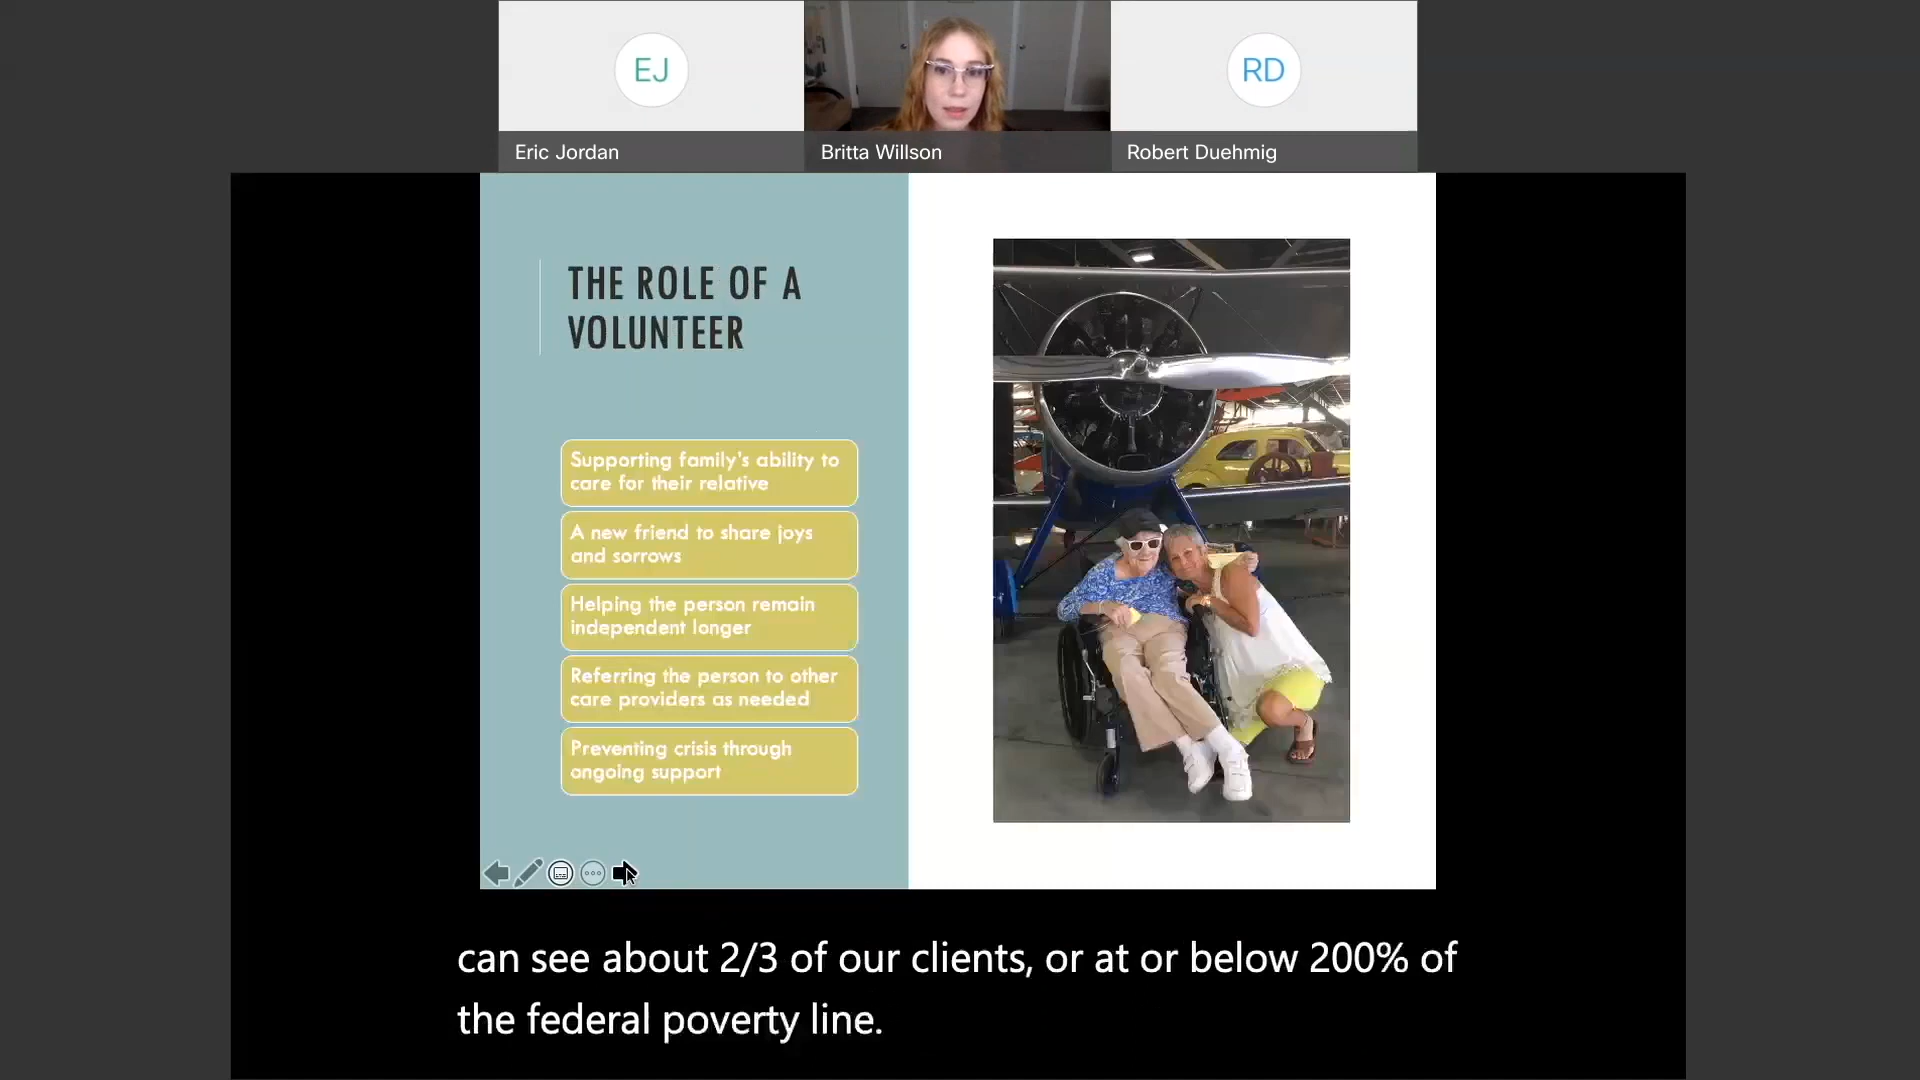 EJ
RD
Eric Jordan
Britta Willson
Robert Duehmig
THE ROLE OF A
VOLUNTEER
Supporting family's ability to
care for their relative
A new friend to share joys
and sorrows
Helping the person remain
independent longer
Referring the person to other
care providers as needed
Preventing crisis through
ongoing support
can see about 2/3 of our clients, or at or below 200% of
the federal poverty line.